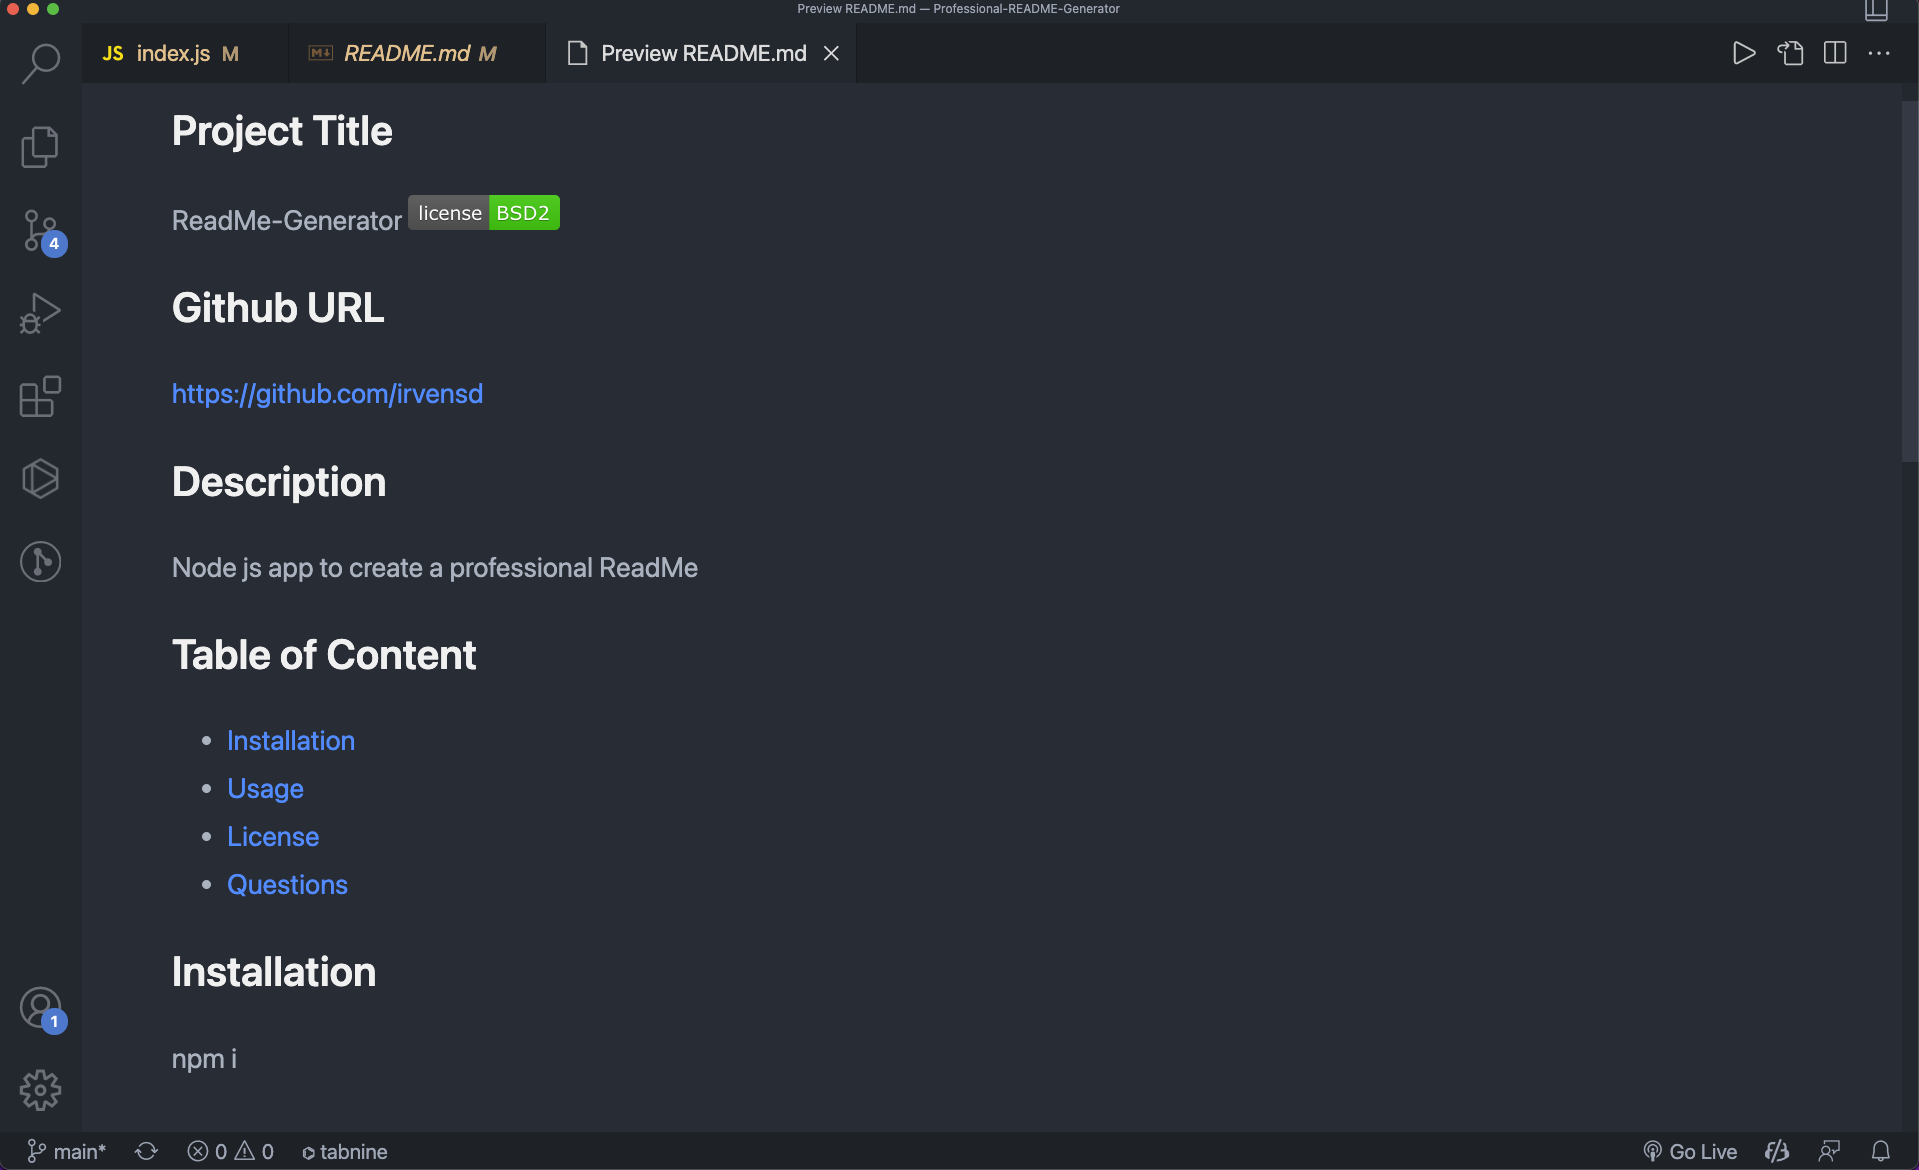 Preview README.md — Professional-README-Generator
JS index.js M
README.md M
Preview README.md
Project Title
ReadMe-Generator license BSD2
Github URL
https://github.com/irvensd
Description
Node js app to create a professional ReadMe
Table of Content
Installation
Usage
License
Questions
Installation
npm i
4
1
main* 0 0 tabnine Go Live